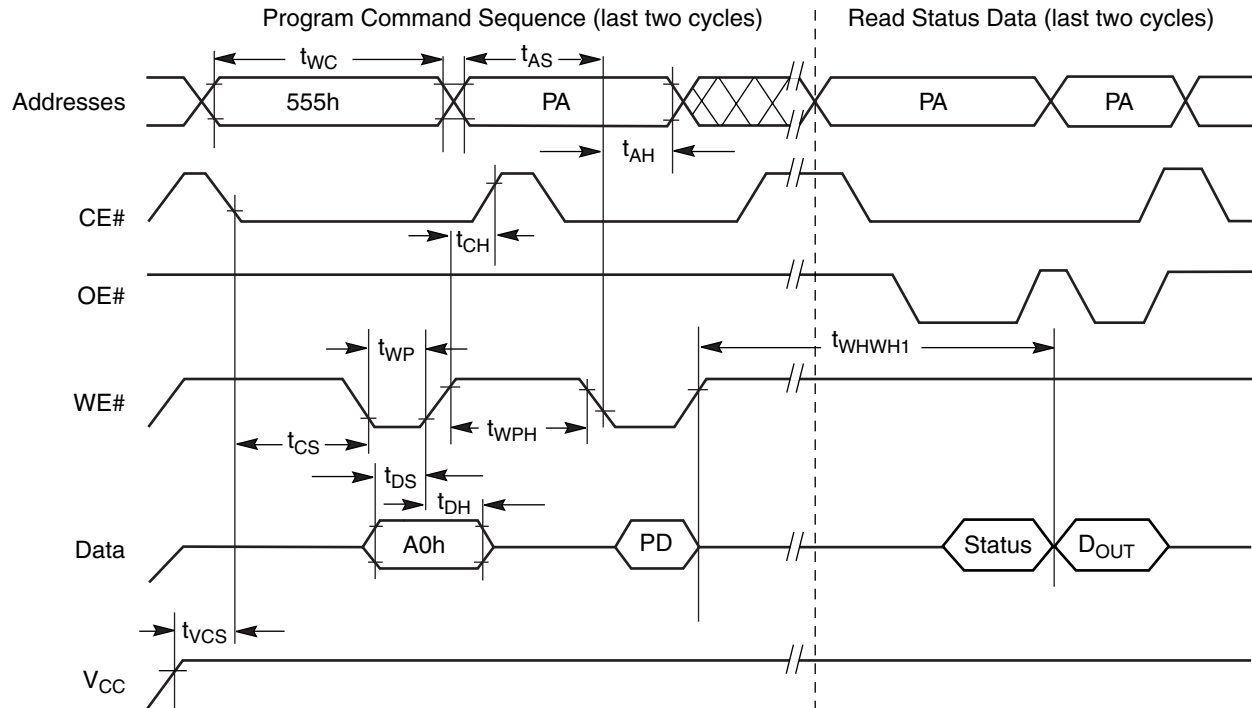 Program Command Sequence (last two cycles) Read Status Data (last two cycles)
tWC tAS
Addresses 555h PA PA PA
tAH
CE#
tCH
OE#
tWP tWHWH1
WE#
tCS tWPH
tDS
tDH
Data A0h PD Status DOUT
tVCS
VCC